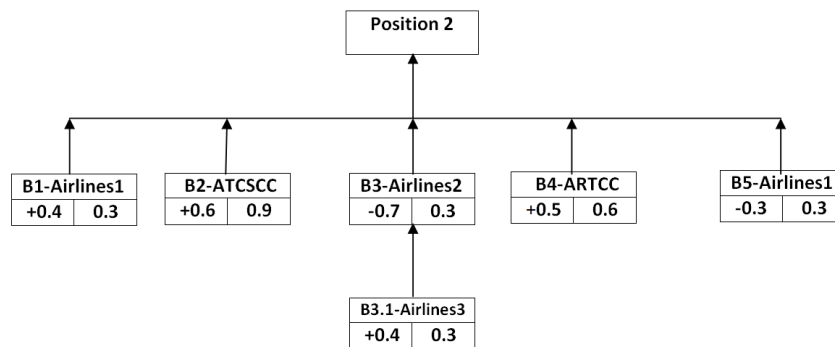 Position 2
B1-Airlines1
+0.4 0.3
B2-ATCSCC
+0.6 0.9
B3-Airlines2
-0.7 0.3
B4-ARTCC
+0.5 0.6
B5-Airlines1
-0.3 0.3
B3.1-Airlines3
+0.4 0.3